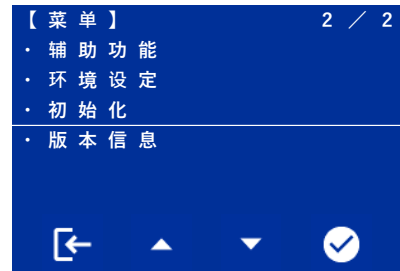 【菜单】 2／2
・辅助功能
・环境设定
・初始化
・版本信息